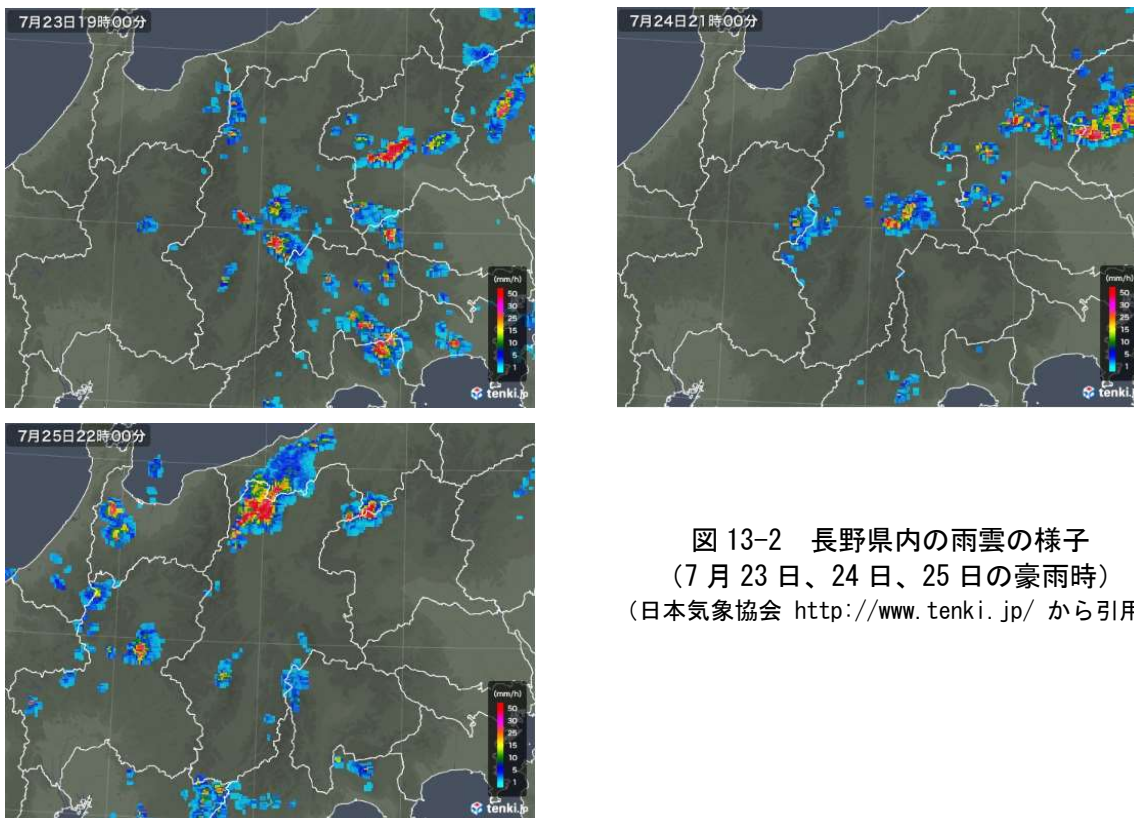 7月23日19時00分
(mm/h)
50
30
25
15
10
5
1
tenki.jp
7月24日21時00分
(mm/h)
50
30
25
15
10
5
1
tenki.jp
7月25日22時00分
(mm/h)
50
30
25
15
10
5
1
tenki.jp
図 13-2 長野県内の雨雲の様子
(7 月 23 日、24 日、25 日の豪雨時)
(日本気象協会 http://www.tenki.jp/ から引用